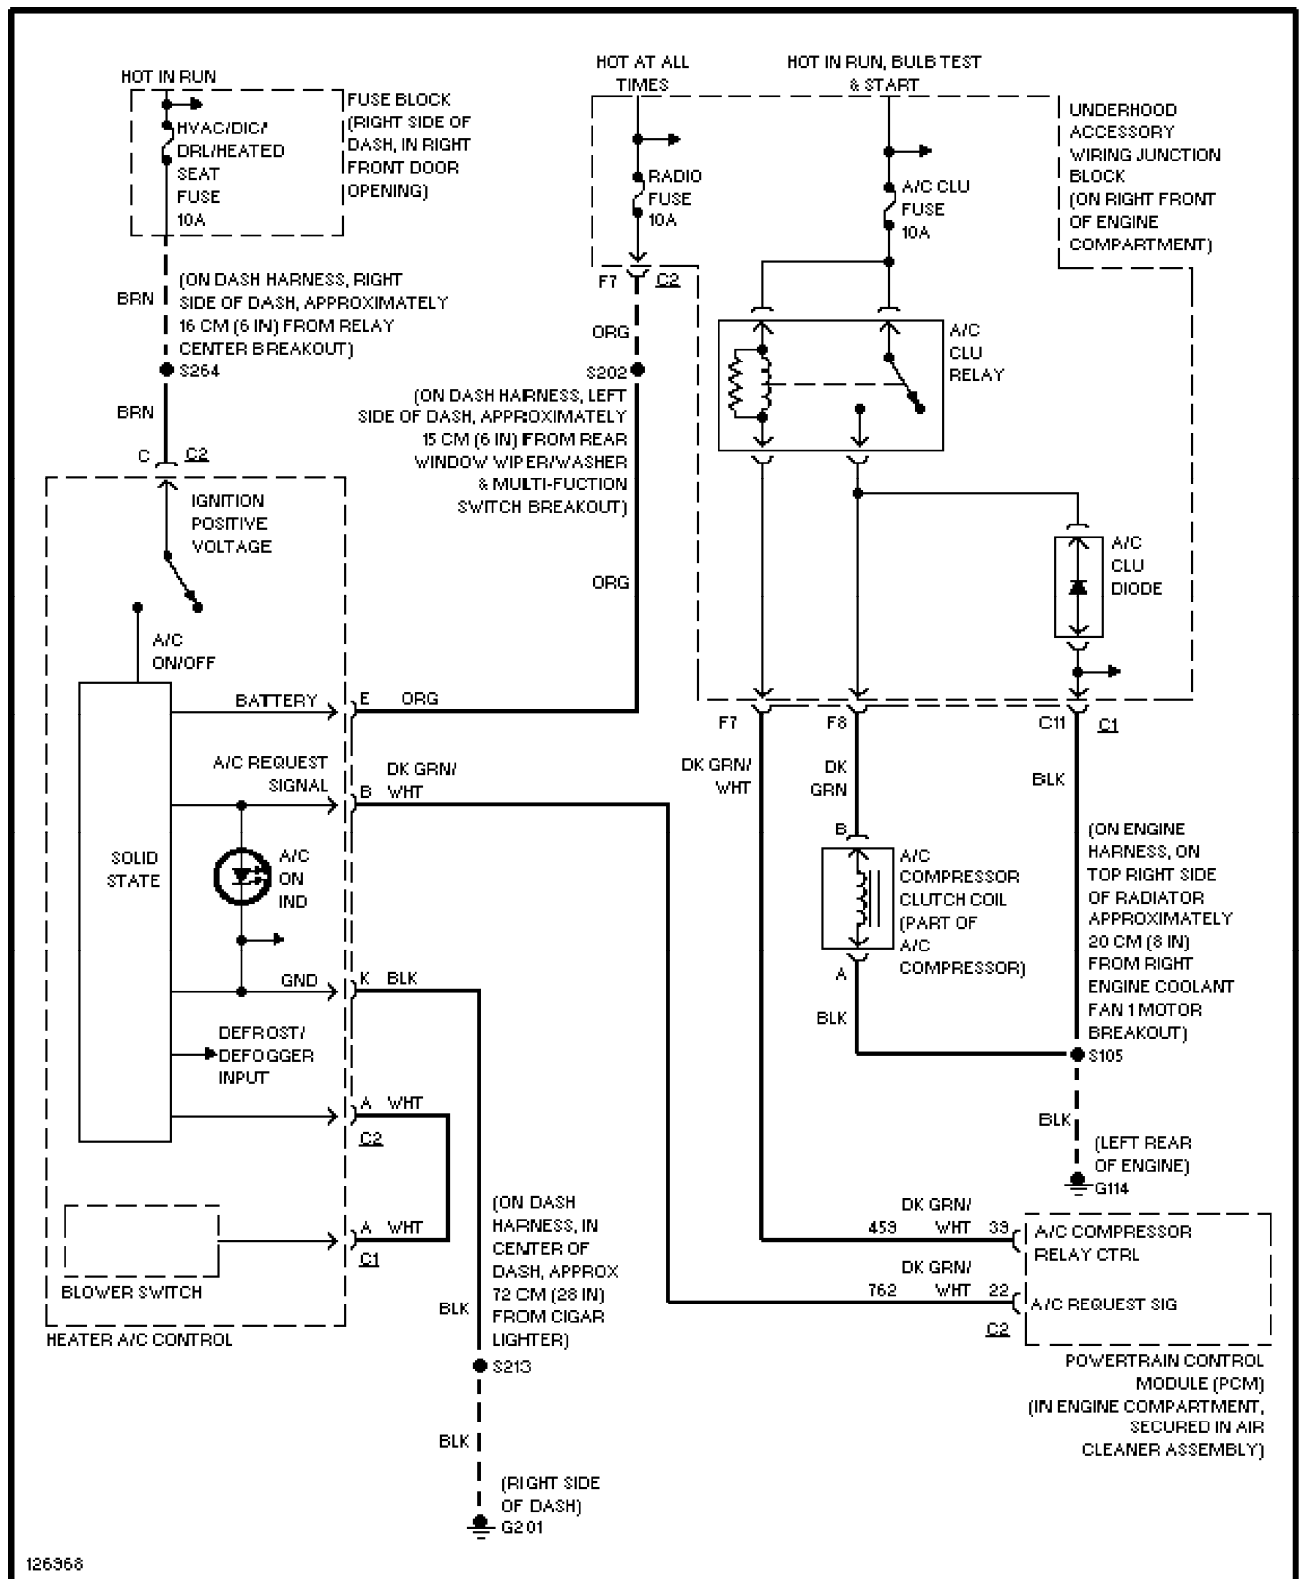 HOT IN RUN
HVAC/DIC/
DRL/HEATED
SEAT
FUSE
10A
FUSE BLOCK
(RIGHT SIDE OF
DASH, IN RIGHT
FRONT DOOR
OPENING)
HOT AT ALL
TIMES
RADIO
FUSE
10A
HOT IN RUN, BULB TEST
& START
A/C CLU
FUSE
10A
UNDERHOOD
ACCESSORY
WIRING JUNCTION
BLOCK
(ON RIGHT FRONT
OF ENGINE
COMPARTMENT)
BRN
(ON DASH HARNESS, RIGHT
SIDE OF DASH, APPROXIMATELY
16 CM (6 IN) FROM RELAY
CENTER BREAKOUT)
S264
BRN
C
C2
F7
C2
ORG
S202
(ON DASH HARNESS, LEFT
SIDE OF DASH, APPROXIMATELY
15 CM (6 IN) FROM REAR
WINDOW WIPER/WASHER
& MULTI-FUCTION
SWITCH BREAKOUT)
ORG
A/C
CLU
RELAY
A/C
CLU
DIODE
IGNITION
POSITIVE
VOLTAGE
A/C
ON/OFF
BATTERY
E
ORG
A/C REQUEST
SIGNAL
B
DK GRN/
WHT
SOLID
STATE
A/C
ON
IND
GND
K
BLK
DEFROST/
DEFOGGER
INPUT
A
WHT
C2
A
WHT
C1
BLOWER SWITCH
HEATER A/C CONTROL
F7
F8
C11
C1
DK GRN/
WHT
DK
GRN
BLK
B
A/C
COMPRESSOR
CLUTCH COIL
(PART OF
A/C
COMPRESSOR)
A
BLK
(ON ENGINE
HARNESS, ON
TOP RIGHT SIDE
OF RADIATOR
APPROXIMATELY
20 CM (8 IN)
FROM RIGHT
ENGINE COOLANT
FAN 1 MOTOR
BREAKOUT)
S105
BLK
(LEFT REAR
OF ENGINE)
G114
(ON DASH
HARNESS, IN
CENTER OF
DASH, APPROX
72 CM (28 IN)
FROM CIGAR
LIGHTER)
BLK
S213
BLK
(RIGHT SIDE
OF DASH)
G201
DK GRN/
459
WHT
33
A/C COMPRESSOR
RELAY CTRL
DK GRN/
762
WHT
22
A/C REQUEST SIG
C2
POWERTRAIN CONTROL
MODULE (PCM)
(IN ENGINE COMPARTMENT,
SECURED IN AIR
CLEANER ASSEMBLY)
126968